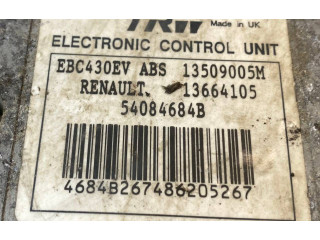 TRW
Made in UK.
ELECTRONIC CONTROL UNIT
EBC430EV ABS 13509005M
RENAULT. 13664105
54084684B
4684B267486205267